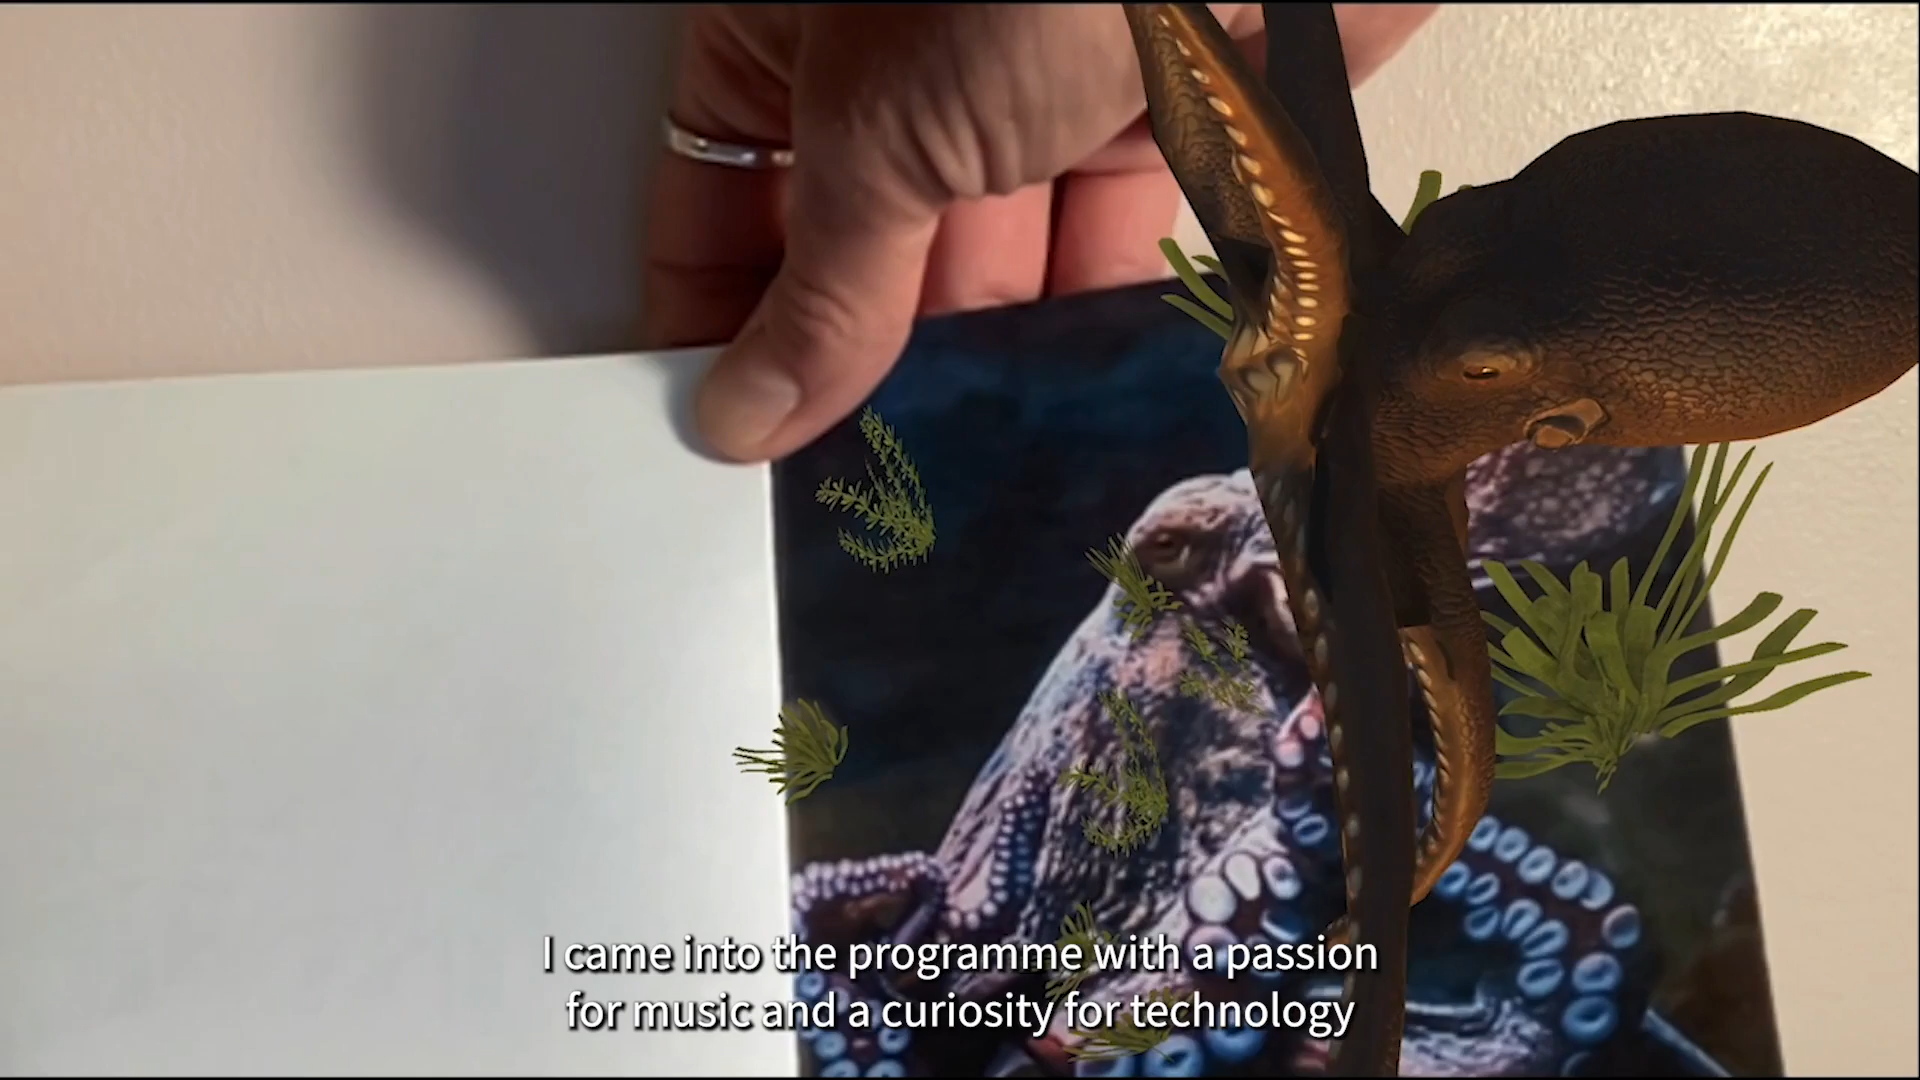 I came into the programme with a passion
for music and a curiosity for technology